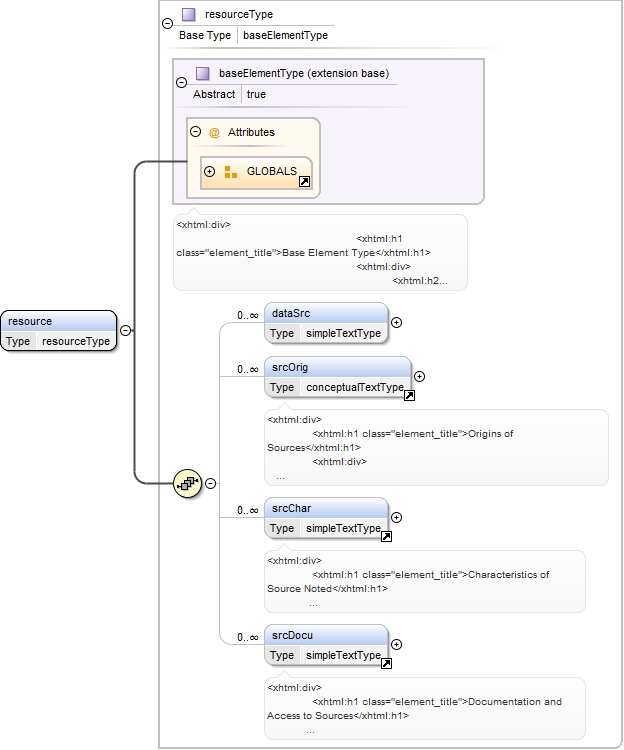 resourceType
Base Type baseElementType
baseElementType (extension base)
Abstract true
@ Attributes
GLOBALS
<xhtml:div>
<xhtml:h1
class="element_title">Base Element Type</xhtml:h1>
<xhtml:div>
<xhtml:h2...
resource
Type resourceType
0..∞ dataSrc
Type simpleTextType
0..∞ srcOrig
Type conceptualTextType
<xhtml:div>
<xhtml:h1 class="element_title">Origins of
Sources</xhtml:h1>
<xhtml:div>
...
0..∞ srcChar
Type simpleTextType
<xhtml:div>
<xhtml:h1 class="element_title">Characteristics of
Source Noted</xhtml:h1>
...
0..∞ srcDocu
Type simpleTextType
<xhtml:div>
<xhtml:h1 class="element_title">Documentation and
Access to Sources</xhtml:h1>
...